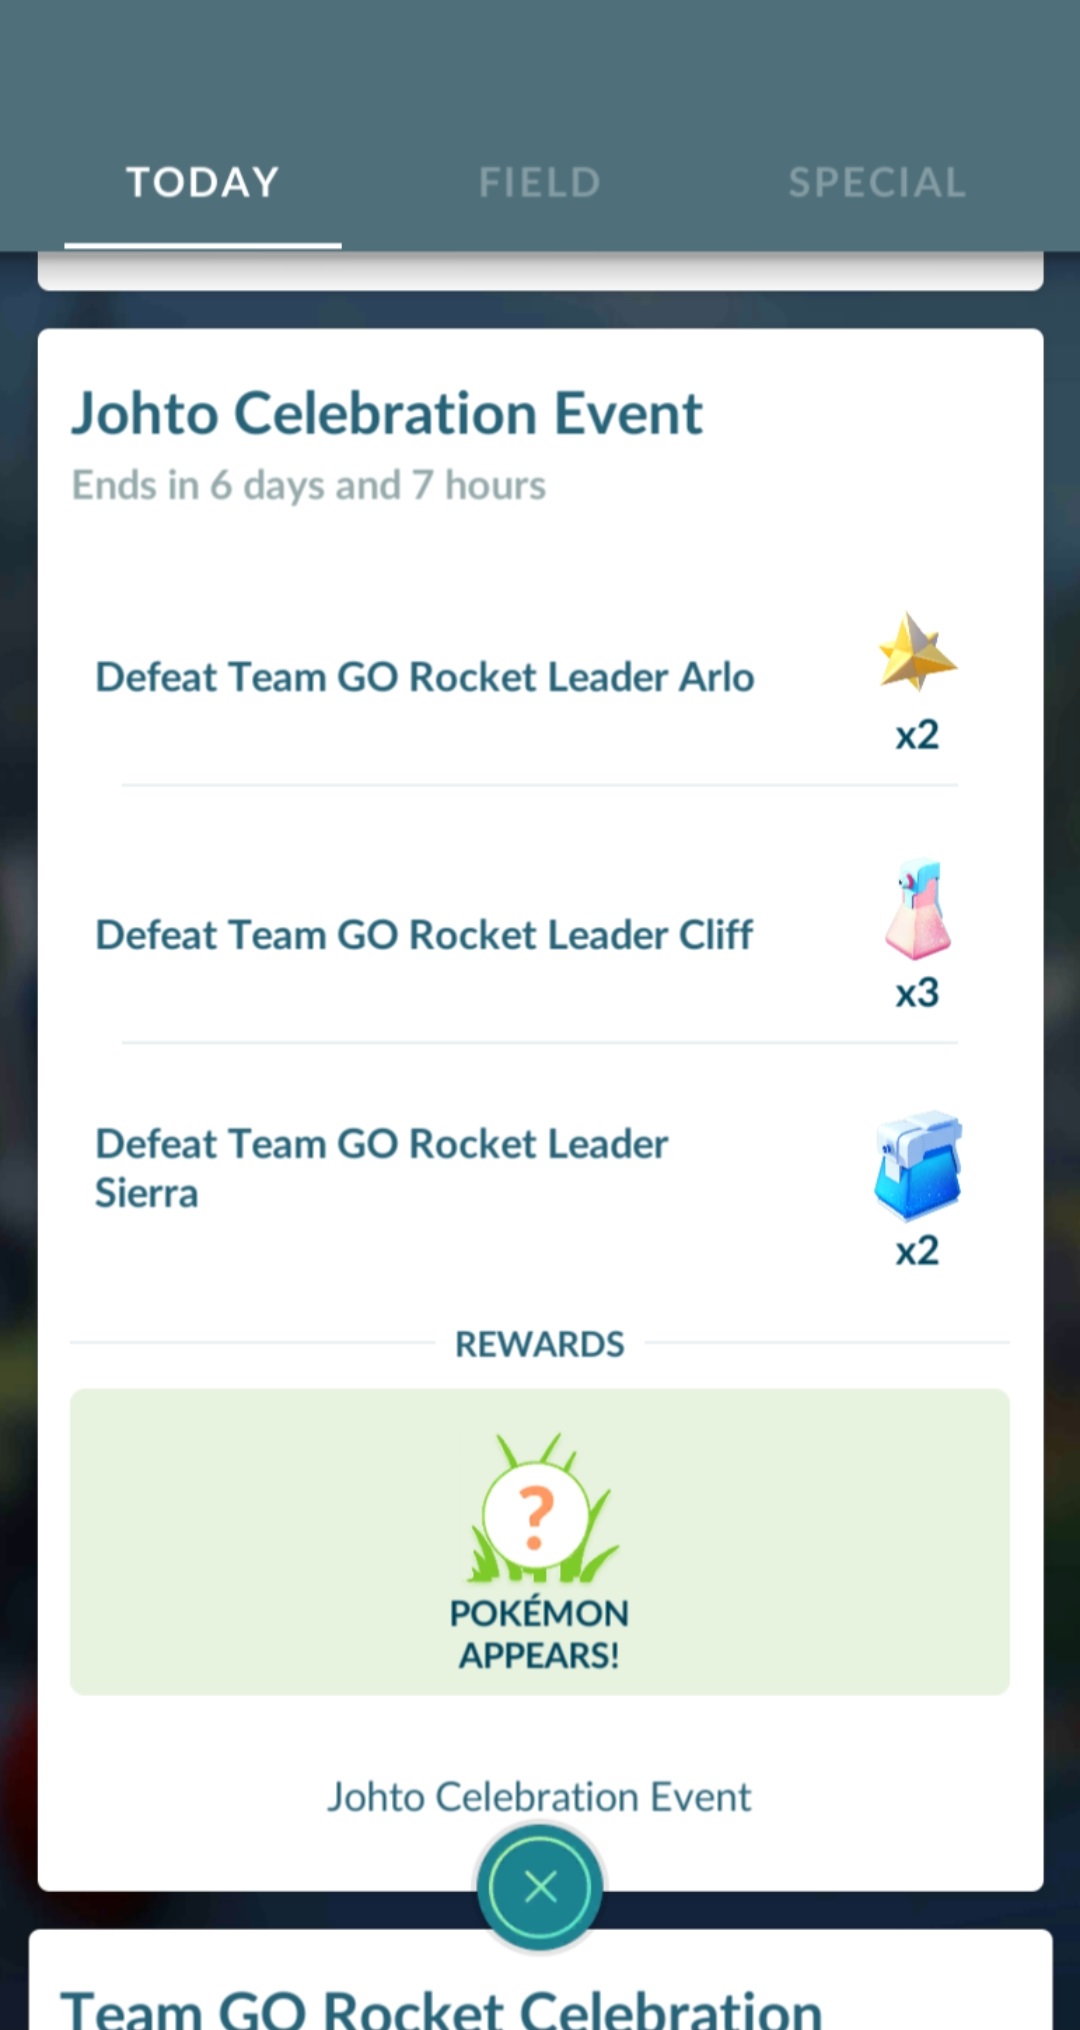 TODAY FIELD SPECIAL
Johto Celebration Event
Ends in 6 days and 7 hours
Defeat Team GO Rocket Leader Arlo
x2
Defeat Team GO Rocket Leader Cliff
x3
Defeat Team GO Rocket Leader
Sierra
x2
REWARDS
?
POKÉMON
APPEARS!
Johto Celebration Event
Team GO Rocket Celebration